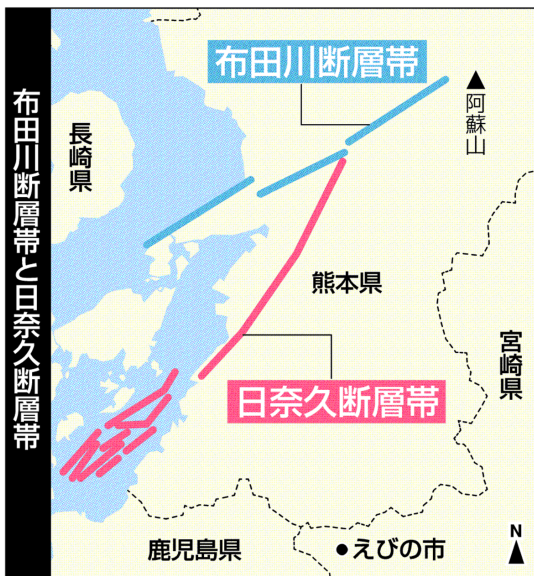 布田川断層帯と日奈久断層帯
布田川断層帯
▲阿蘇山
長崎県
熊本県
宮崎県
日奈久断層帯
鹿児島県
●えびの市
N